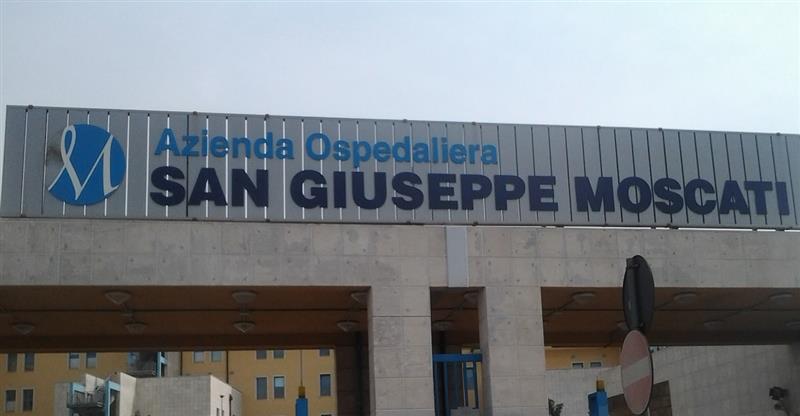 Azienda Ospedaliera
SAN GIUSEPPE MOSCATI